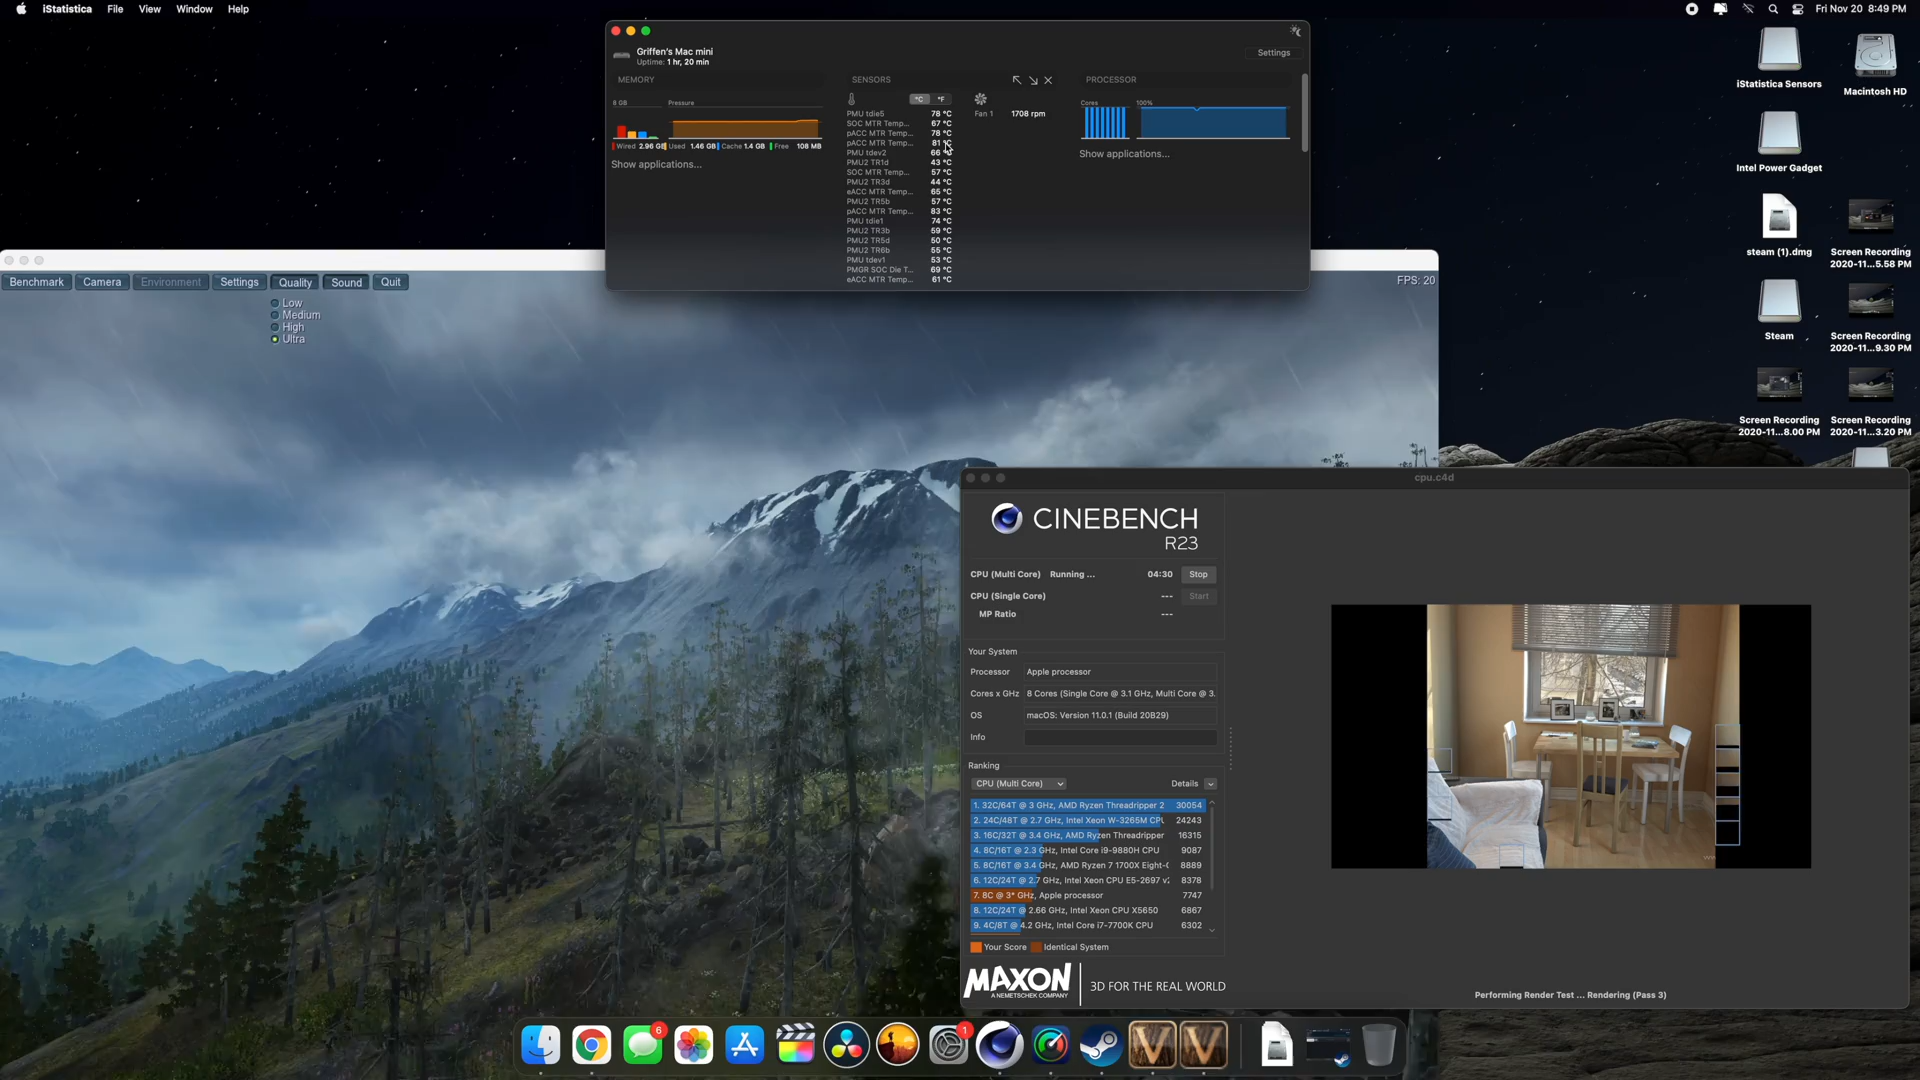 iStatistica File View Window Help
Fri Nov 20 8:49 PM
Griffen's Mac mini
Uptime: 1 hr, 20 min
Settings
MEMORY
8 GB Pressure
Wired 2.96 GB Used 1.46 GB Cache 1.4 GB Free 108 MB
Show applications...
SENSORS
°C °F
PMU tdie5 78 °C
SOC MTR Temp... 67 °C
pACC MTR Temp... 78 °C
pACC MTR Temp... 81 °C
PMU tdev2 66
PMU2 TR1d 43 °C
SOC MTR Temp... 57 °C
PMU2 TR3d 44 °C
eACC MTR Temp... 65 °C
PMU2 TR5b 57 °C
pACC MTR Temp... 83 °C
PMU tdie1 74 °C
PMU2 TR3b 59 °C
PMU2 TR5d 50 °C
PMU2 TR6b 55 °C
PMU tdev1 53 °C
PMGR SOC Die T... 69 °C
eACC MTR Temp... 61 °C
Fan 1 1708 rpm
PROCESSOR
Cores 100%
Show applications...
iStatistica Sensors
Macintosh HD
Intel Power Gadget
steam (1).dmg
Screen Recording
2020-11...5.58 PM
Steam
Screen Recording
2020-11...9.30 PM
Screen Recording
2020-11...8.00 PM
Screen Recording
2020-11...3.20 PM
Benchmark Camera Environment Settings Quality Sound Quit
FPS: 20
Low
Medium
High
Ultra
cpu.c4d
CINEBENCH
R23
CPU (Multi Core) Running ... 04:30 Stop
CPU (Single Core) --- Start
MP Ratio ---
Your System
Processor Apple processor
Cores x GHz 8 Cores (Single Core @ 3.1 GHz, Multi Core @ 3.
OS macOS: Version 11.0.1 (Build 20B29)
Info
Ranking
CPU (Multi Core) Details
1. 32C/64T @ 3 GHz, AMD Ryzen Threadripper 2 30054
2. 24C/48T @ 2.7 GHz, Intel Xeon W-3265M CPU 24243
3. 16C/32T @ 3.4 GHz, AMD Ryzen Threadripper 16315
4. 8C/16T @ 2.3 GHz, Intel Core i9-9880H CPU 9087
5. 8C/16T @ 3.4 GHz, AMD Ryzen 7 1700X Eight-C 8889
6. 12C/24T @ 2.7 GHz, Intel Xeon CPU E5-2697 v2 8378
7. 8C @ 3* GHz, Apple processor 7747
8. 12C/24T @ 2.66 GHz, Intel Xeon CPU X5650 6867
9. 4C/8T @ 4.2 GHz, Intel Core i7-7700K CPU 6302
Your Score Identical System
MAXON
A NEMETSCHEK COMPANY
3D FOR THE REAL WORLD
Performing Render Test ... Rendering (Pass 3)
6
1